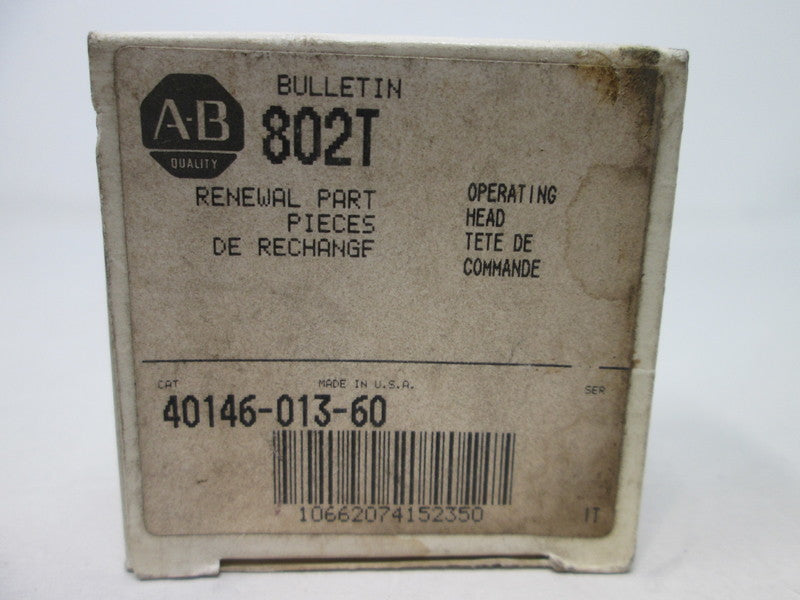 A-B
QUALITY
BULLETIN
802T
RENEWAL PART
PIECES
DE RECHANGE
OPERATING
HEAD
TETE DE
COMMANDE
CAT
MADE IN U.S.A.
SER
40146-013-60
10662074152350
IT